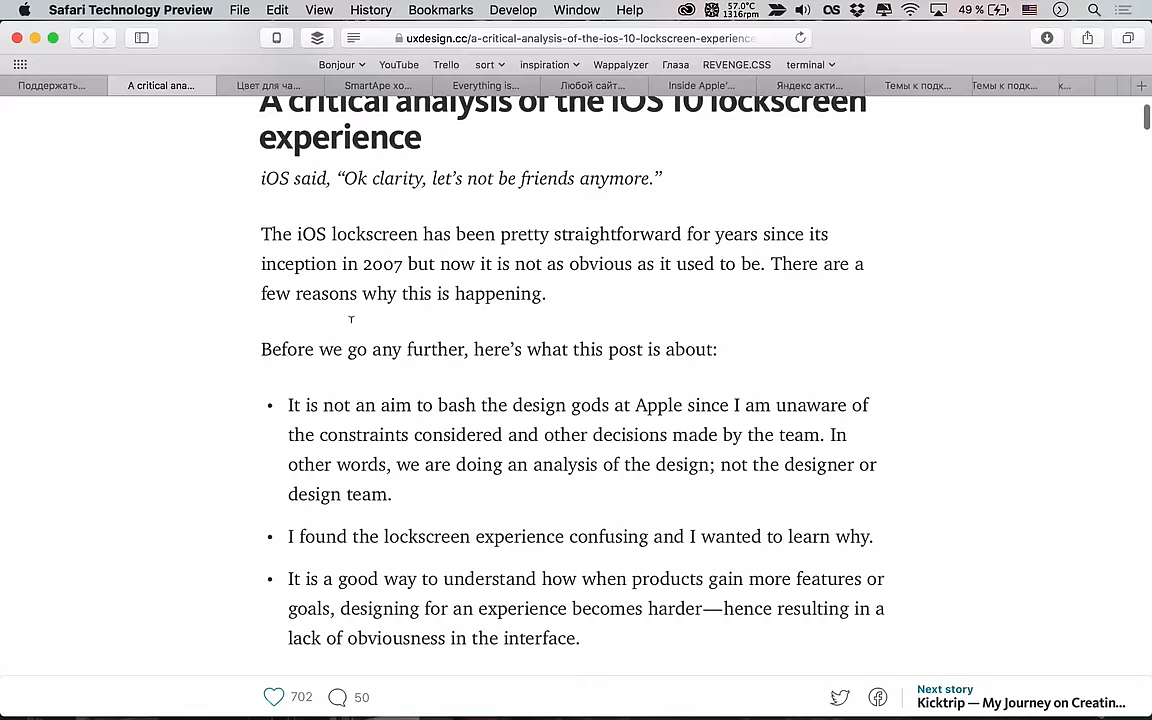 Safari Technology Preview File Edit View History Bookmarks Develop Window Help 57.0°C 1316rpm 49 %
uxdesign.cc/a-critical-analysis-of-the-ios-10-lockscreen-experience
Bonjour YouTube Trello sort inspiration Wappalyzer Глаза REVENGE.CSS terminal
Поддержать... A critical ana... Цвет для ча... SmartApe хо... Everything is... Любой сайт... Inside Apple'... Яндекс акти... Темы к подк... Темы к подк... к...
A critical analysis of the iOS 10 lockscreen
experience
iOS said, “Ok clarity, let’s not be friends anymore.”
The iOS lockscreen has been pretty straightforward for years since its
inception in 2007 but now it is not as obvious as it used to be. There are a
few reasons why this is happening.
Before we go any further, here’s what this post is about:
• It is not an aim to bash the design gods at Apple since I am unaware of
the constraints considered and other decisions made by the team. In
other words, we are doing an analysis of the design; not the designer or
design team.
• I found the lockscreen experience confusing and I wanted to learn why.
• It is a good way to understand how when products gain more features or
goals, designing for an experience becomes harder—hence resulting in a
lack of obviousness in the interface.
702 50
Next story
Kicktrip — My Journey on Creatin...